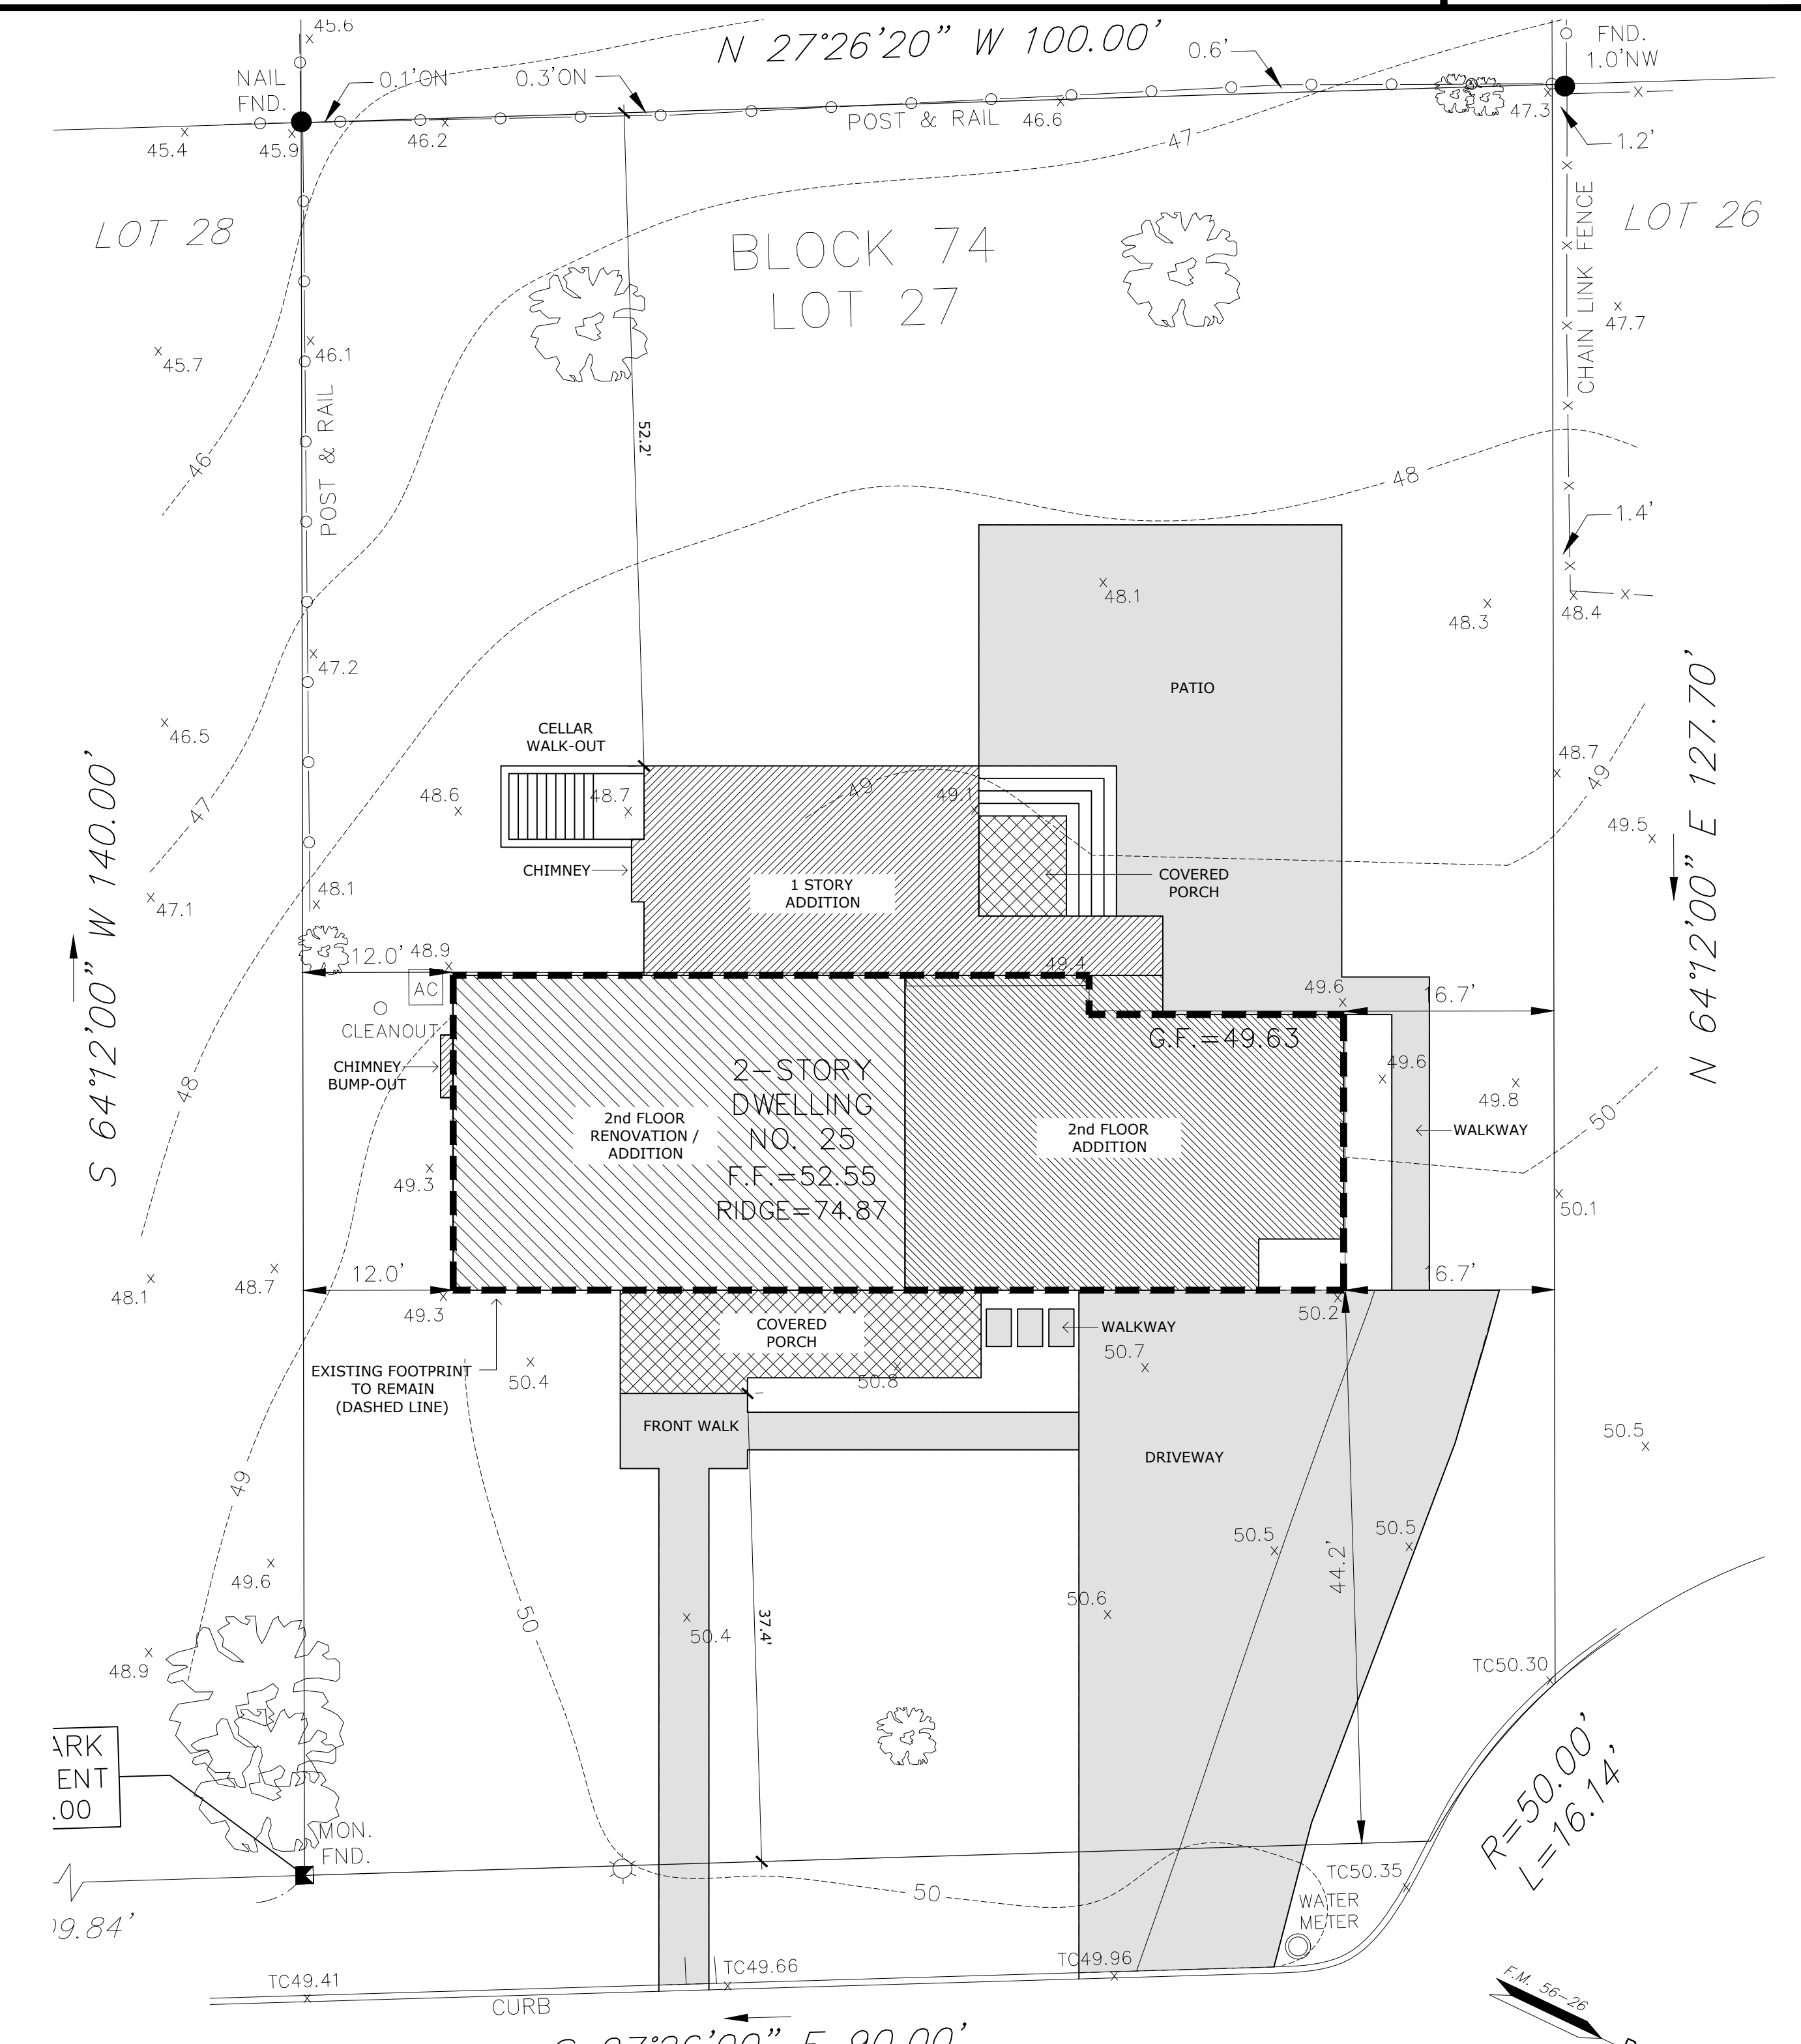 45.6
N 27°26'20" W 100.00'
0.6'
FND.
1.0'NW
NAIL
FND.
0.1'ON
0.3'ON
POST & RAIL
46.6
47.3
1.2'
45.4
45.9
46.2
47
LOT 28
BLOCK 74
LOT 27
LOT 26
CHAIN LINK FENCE
47.7
45.7
46.1
POST & RAIL
52.2'
46
48
1.4'
48.1
48.3
48.4
47.2
PATIO
46.5
CELLAR
WALK-OUT
48.7
49
S 64°12'00" W 140.00'
N 64°12'00" E 127.70'
47
48.6
48.7
49
49.1
49.5
CHIMNEY
1 STORY
ADDITION
COVERED
PORCH
47.1
48.1
12.0'
48.9
AC
49.4
49.6
16.7'
CLEANOUT
G.F.=49.63
CHIMNEY
BUMP-OUT
48
2-STORY
DWELLING
NO. 25
F.F.=52.55
RIDGE=74.87
2nd FLOOR
RENOVATION /
ADDITION
2nd FLOOR
ADDITION
49.6
49.8
50
WALKWAY
49.3
50.1
48.1
48.7
12.0'
49.3
16.7'
50.2
COVERED
PORCH
WALKWAY
50.7
EXISTING FOOTPRINT
TO REMAIN
(DASHED LINE)
50.4
50.8
FRONT WALK
DRIVEWAY
50.5
49
50.5
50.5
44.2'
49.6
50
50.4
37.4'
50.6
48.9
TC50.30
ARK
ENT
.00
MON.
FND.
R=50.00'
L=16.14'
50
TC50.35
WATER
METER
99.84'
TC49.41
TC49.66
TC49.96
CURB
F.M. 56-26